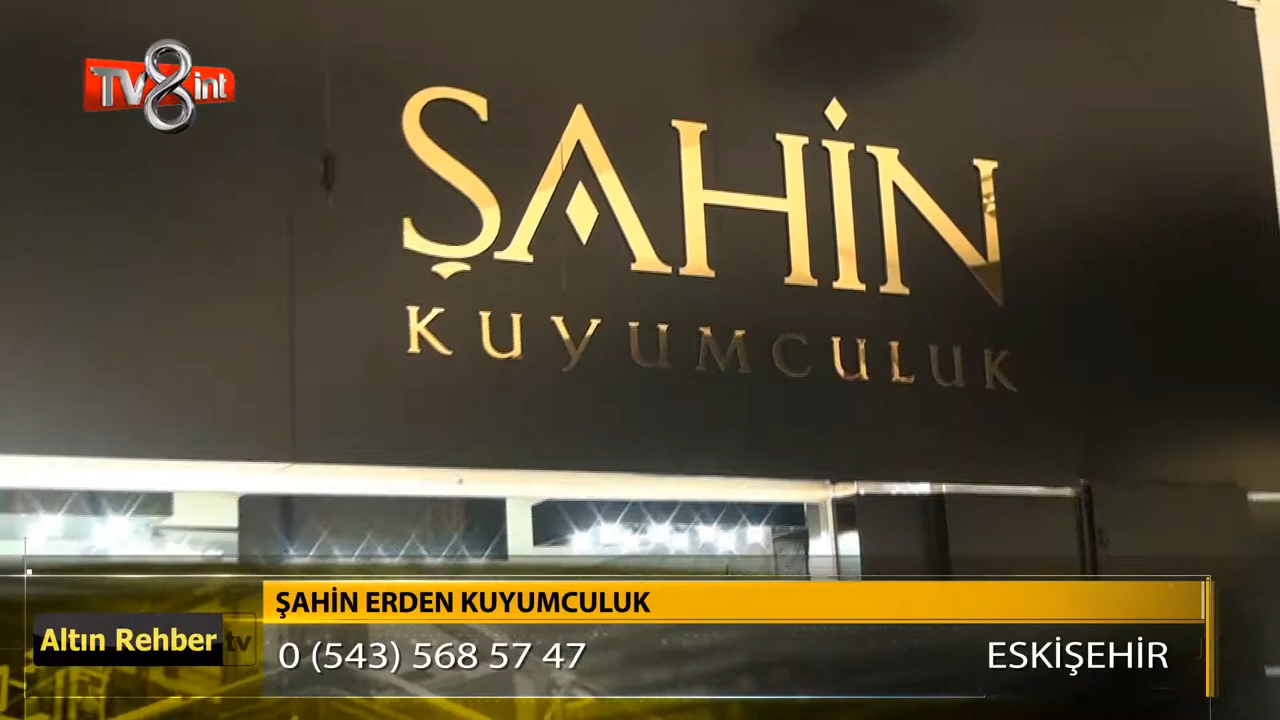 TV8int
ŞAHİN
KUYUMCULUK
ŞAHİN ERDEN KUYUMCULUK
Altın Rehber tv
0 (543) 568 57 47
ESKİŞEHİR